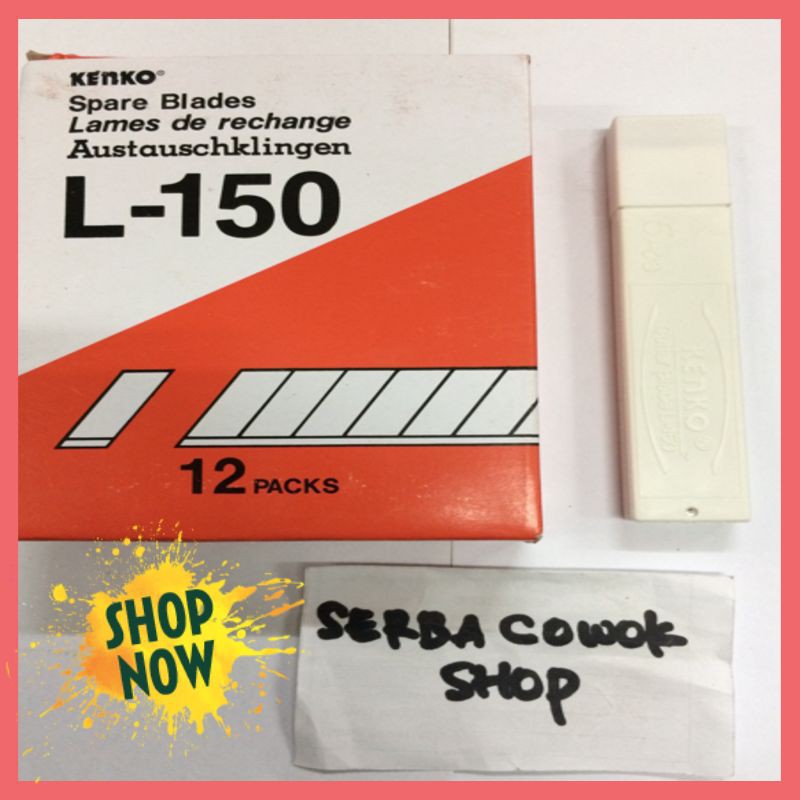 KENKO®
Spare Blades
Lames de rechange
Austauschklingen
L-150
12 PACKS
KENKO®
SHOP
NOW
SERBA COWOK
SHOP